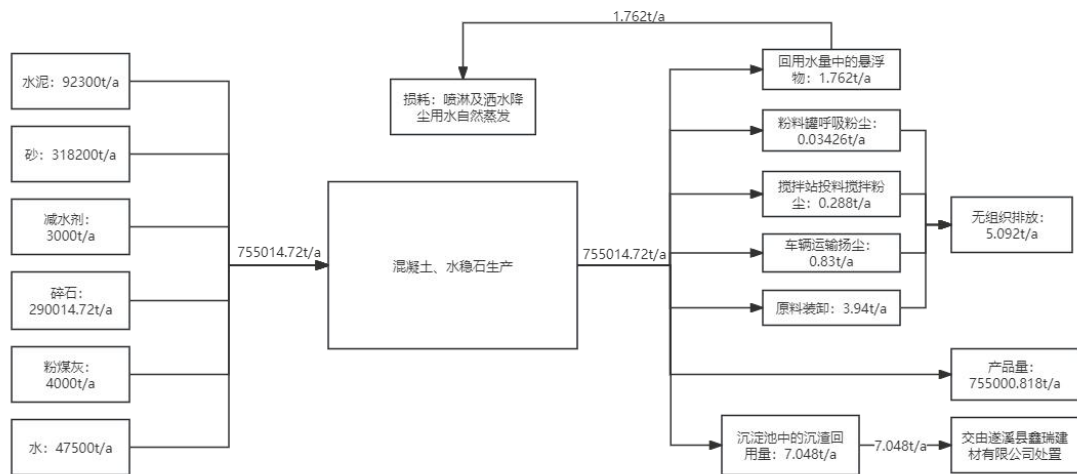 1.762t/a
水泥：92300t/a
砂：318200t/a
减水剂：
3000t/a
碎石：
290014.72t/a
粉煤灰：
4000t/a
水：47500t/a
755014.72t/a
损耗：喷淋及洒水降
尘用水自然蒸发
混凝土、水稳石生产
755014.72t/a
回用水量中的悬浮
物：1.762t/a
粉料罐呼吸粉尘：
0.03426t/a
搅拌站投料搅拌粉
尘：0.288t/a
车辆运输扬尘：
0.83t/a
原料装卸：3.94t/a
无组织排放：
5.092t/a
产品量：
755000.818t/a
沉淀池中的沉渣回
用量：7.048t/a
7.048t/a
交由遂溪县鑫瑞建
材有限公司处置